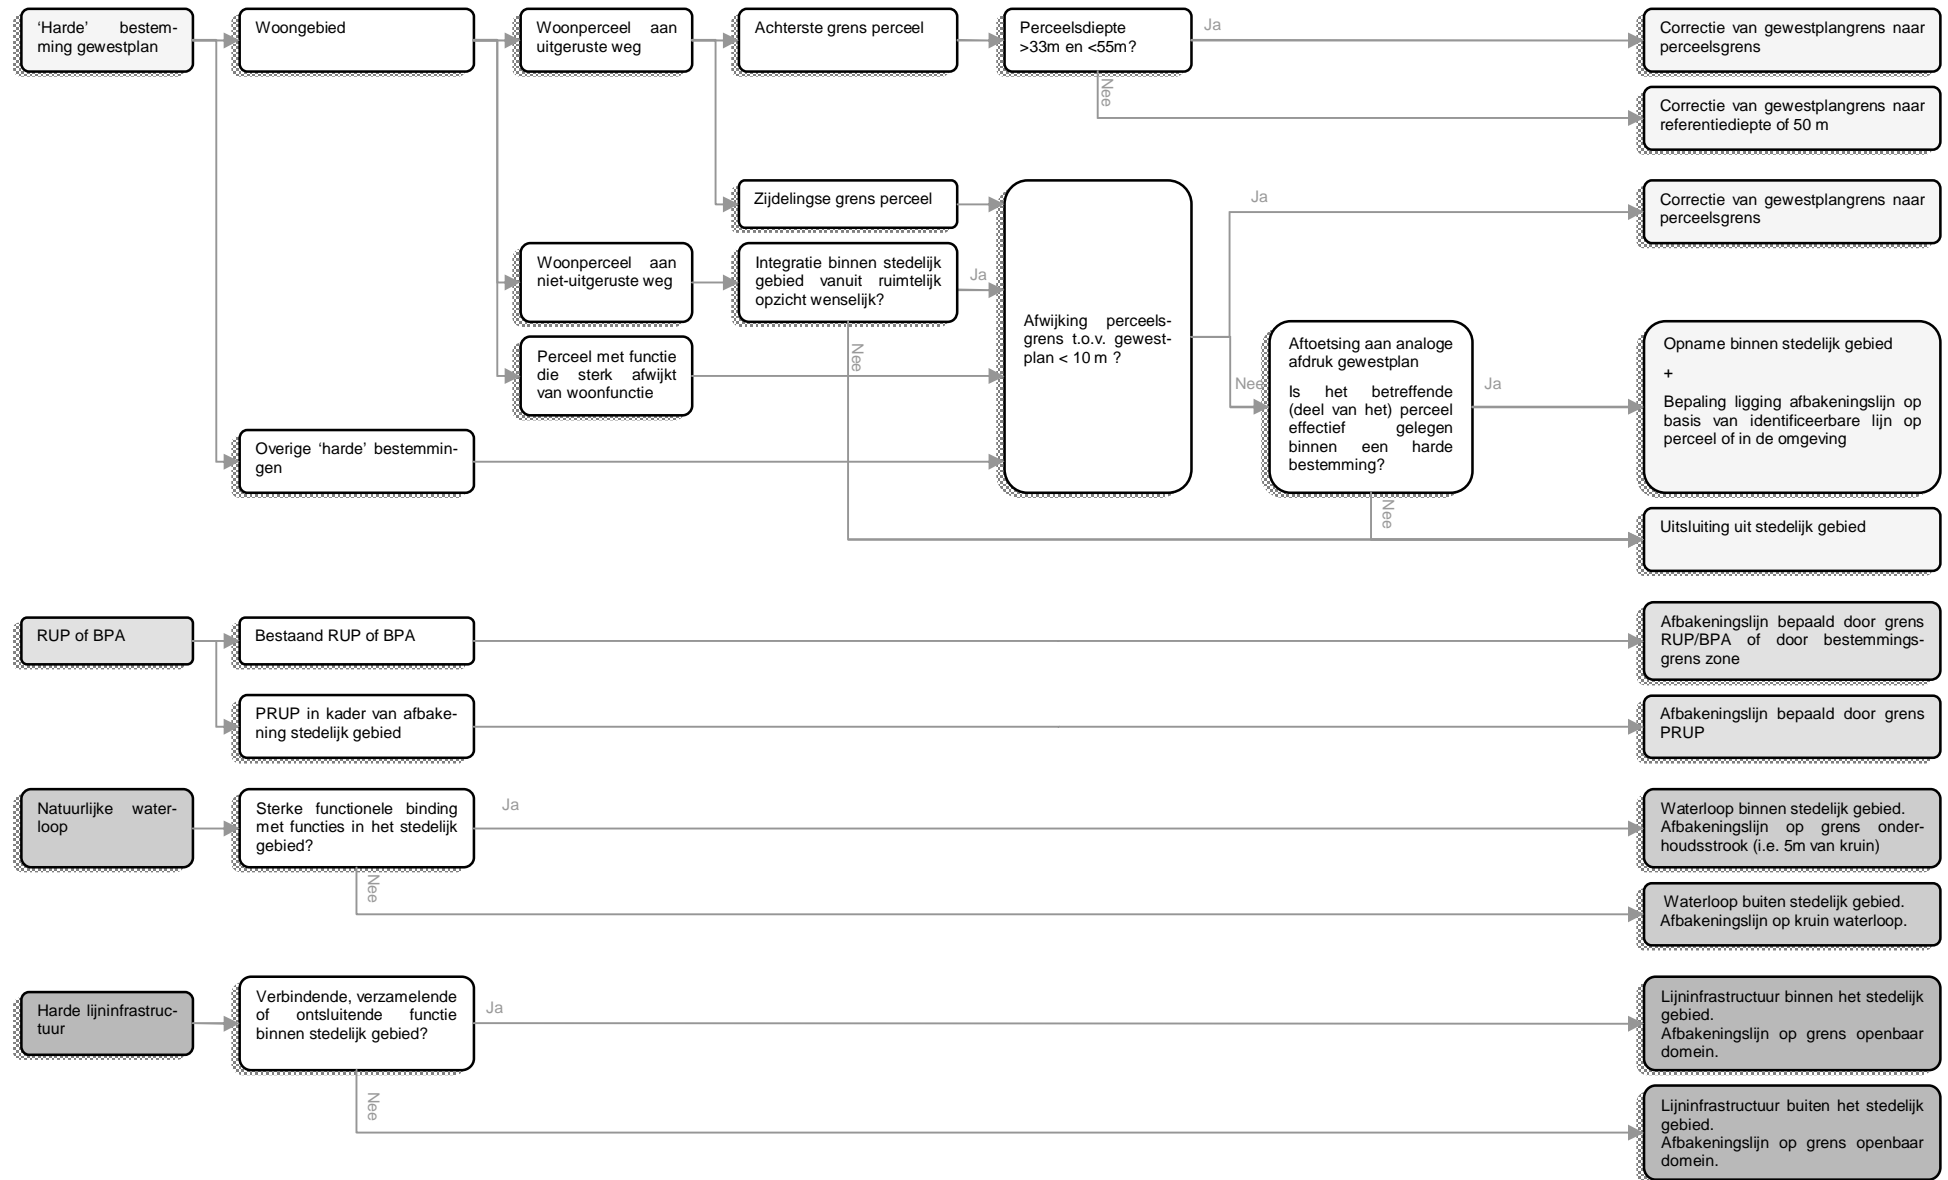 ‘Harde’ bestem-
ming gewestplan
Woongebied
Woonperceel aan
uitgeruste weg
Achterste grens perceel
Perceelsdiepte
>33m en <55m?
Ja
Correctie van gewestplangrens naar
perceelsgrens
Nee
Correctie van gewestplangrens naar
referentiediepte of 50 m
Zijdelingse grens perceel
Ja
Correctie van gewestplangrens naar
perceelsgrens
Woonperceel aan
niet-uitgeruste weg
Integratie binnen stedelijk
gebied vanuit ruimtelijk
opzicht wenselijk?
Ja
Nee
Perceel met functie
die sterk afwijkt
van woonfunctie
Afwijking perceels-
grens t.o.v. gewest-
plan < 10 m ?
Nee
Aftoetsing aan analoge
afdruk gewestplan
Is het betreffende
(deel van het) perceel
effectief gelegen
binnen een harde
bestemming?
Ja
Opname binnen stedelijk gebied
+
Bepaling ligging afbakeningslijn op
basis van identificeerbare lijn op
perceel of in de omgeving
Overige ‘harde’ bestemmin-
gen
Nee
Uitsluiting uit stedelijk gebied
RUP of BPA
Bestaand RUP of BPA
Afbakeningslijn bepaald door grens
RUP/BPA of door bestemmings-
grens zone
PRUP in kader van afbake-
ning stedelijk gebied
Afbakeningslijn bepaald door grens
PRUP
Natuurlijke water-
loop
Sterke functionele binding
met functies in het stedelijk
gebied?
Ja
Waterloop binnen stedelijk gebied.
Afbakeningslijn op grens onder-
houdsstrook (i.e. 5m van kruin)
Nee
Waterloop buiten stedelijk gebied.
Afbakeningslijn op kruin waterloop.
Harde lijninfrastruc-
tuur
Verbindende, verzamelende
of ontsluitende functie
binnen stedelijk gebied?
Ja
Lijninfrastructuur binnen het stedelijk
gebied.
Afbakeningslijn op grens openbaar
domein.
Nee
Lijninfrastructuur buiten het stedelijk
gebied.
Afbakeningslijn op grens openbaar
domein.